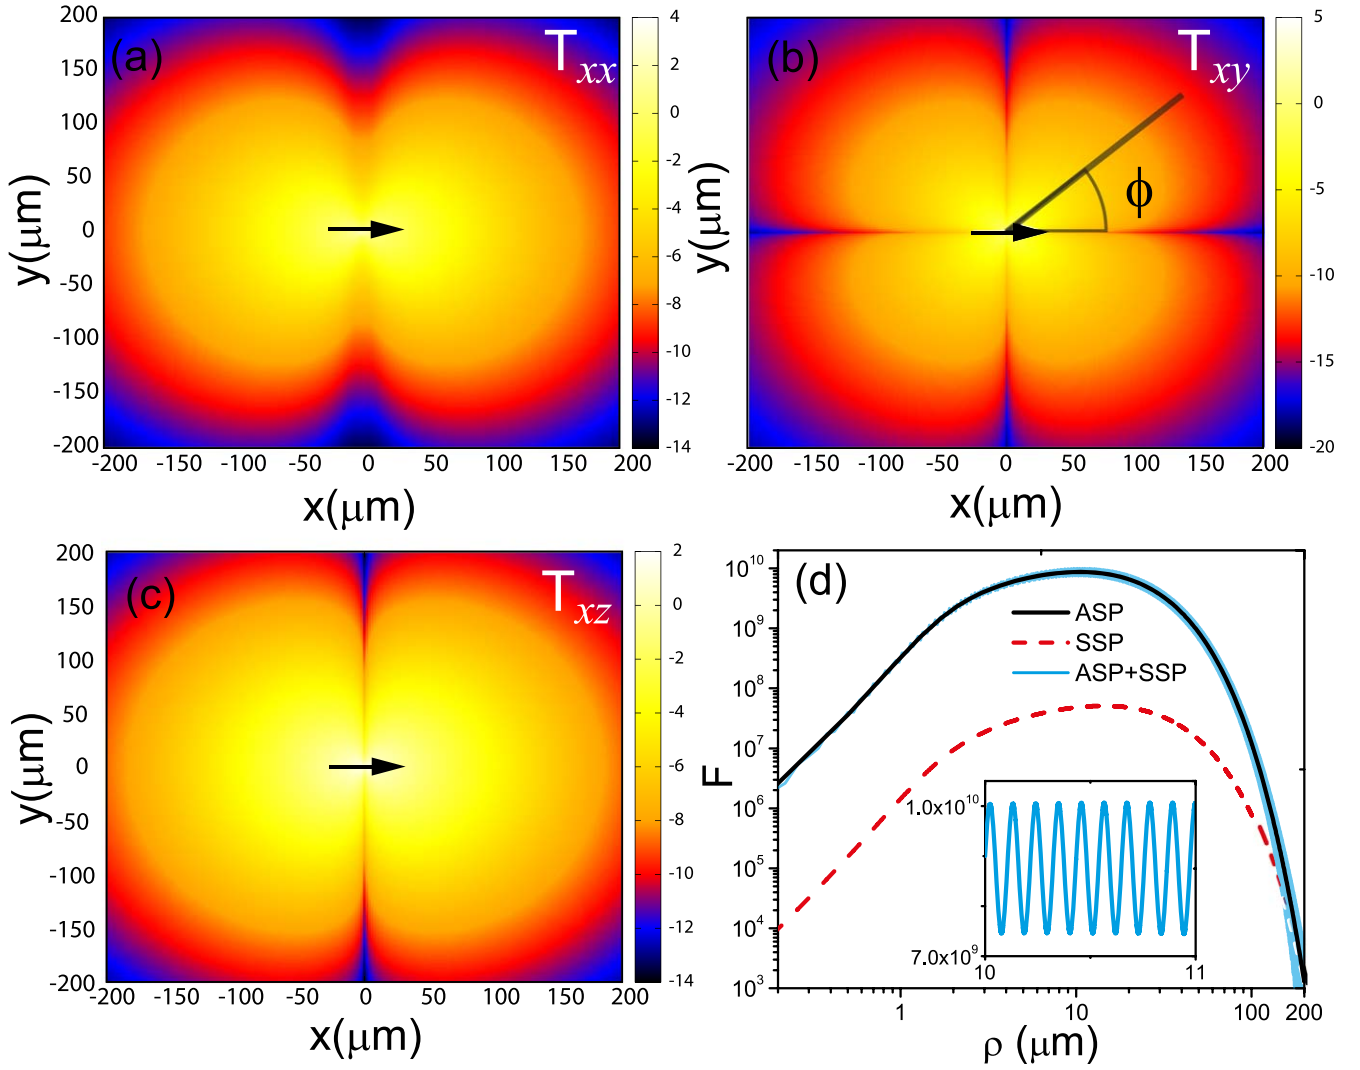 (a)
T_xx
y(μm)
200
150
100
50
0
-50
-100
-150
-200
-200 -150 -100 -50 0 50 100 150 200
x(μm)
4
2
0
-2
-4
-6
-8
-10
-12
-14
(b)
T_xy
ϕ
y(μm)
-200 -150 -100 -50 0 50 100 150 200
x(μm)
5
0
-5
-10
-15
-20
(c)
T_xz
y(μm)
200
150
100
50
0
-50
-100
-150
-200
-200 -150 -100 -50 0 50 100 150 200
x(μm)
2
0
-2
-4
-6
-8
-10
-12
-14
(d)
ASP
SSP
ASP+SSP
F
10^10
10^9
10^8
10^7
10^6
10^5
10^4
10^3
1 10 100 200
ρ (μm)
1.0x10^10
7.0x10^9
10 11